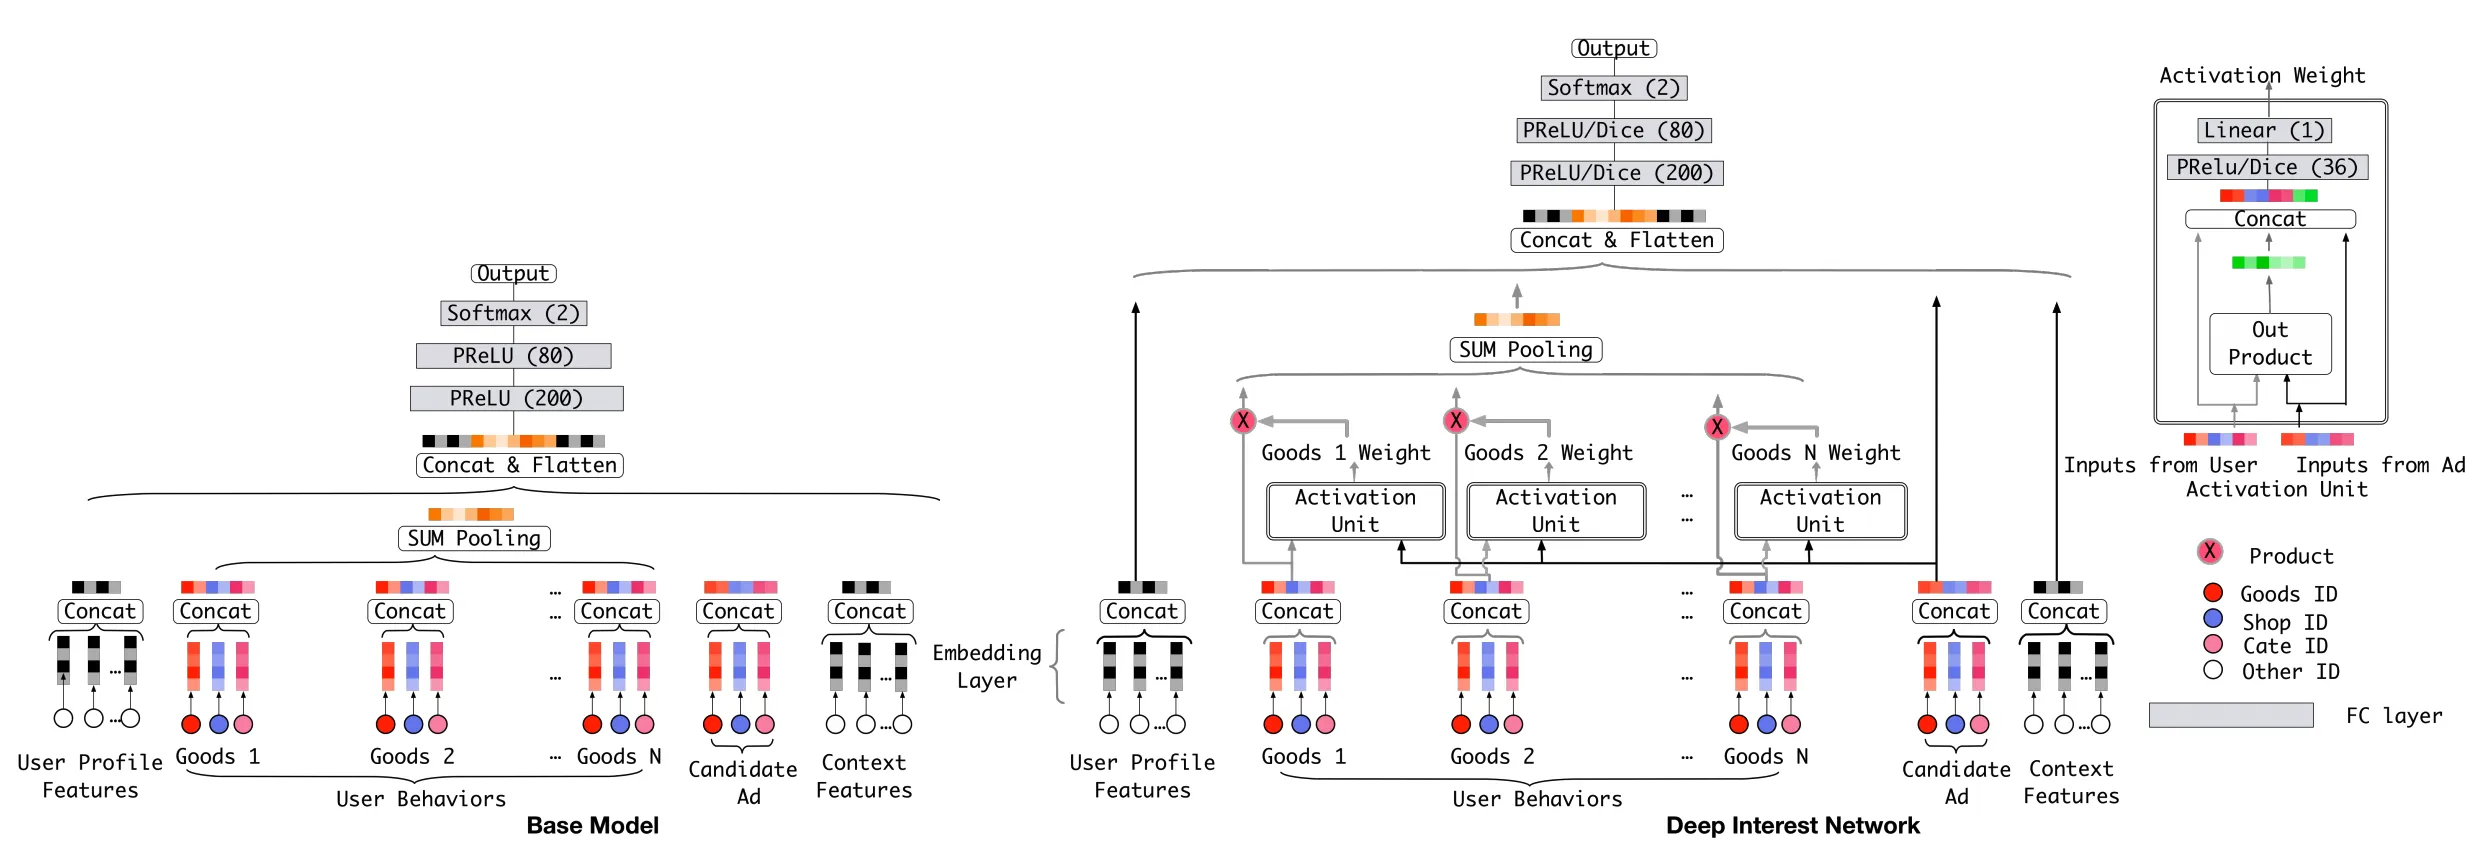 Output
Softmax (2)
PReLU (80)
PReLU (200)
Concat & Flatten
SUM Pooling
Concat Concat Concat ... Concat Concat Concat
...
...
... ... ...
User Profile
Features
Goods 1 Goods 2 ... Goods N
User Behaviors
Candidate
Ad
Context
Features
Base Model
Output
Softmax (2)
PReLU/Dice (80)
PReLU/Dice (200)
Concat & Flatten
SUM Pooling
X X X
Goods 1 Weight Goods 2 Weight Goods N Weight
Activation
Unit
Activation
Unit
...
...
Activation
Unit
...
Concat Concat Concat ... Concat Concat Concat
Embedding
Layer
... ... ...
... ...
User Profile
Features
Goods 1 Goods 2 ... Goods N
User Behaviors
Candidate
Ad
Context
Features
Deep Interest Network
Activation Weight
Linear (1)
PRelu/Dice (36)
Concat
Out
Product
Inputs from User Inputs from Ad
Activation Unit
X Product
Goods ID
Shop ID
Cate ID
Other ID
FC layer